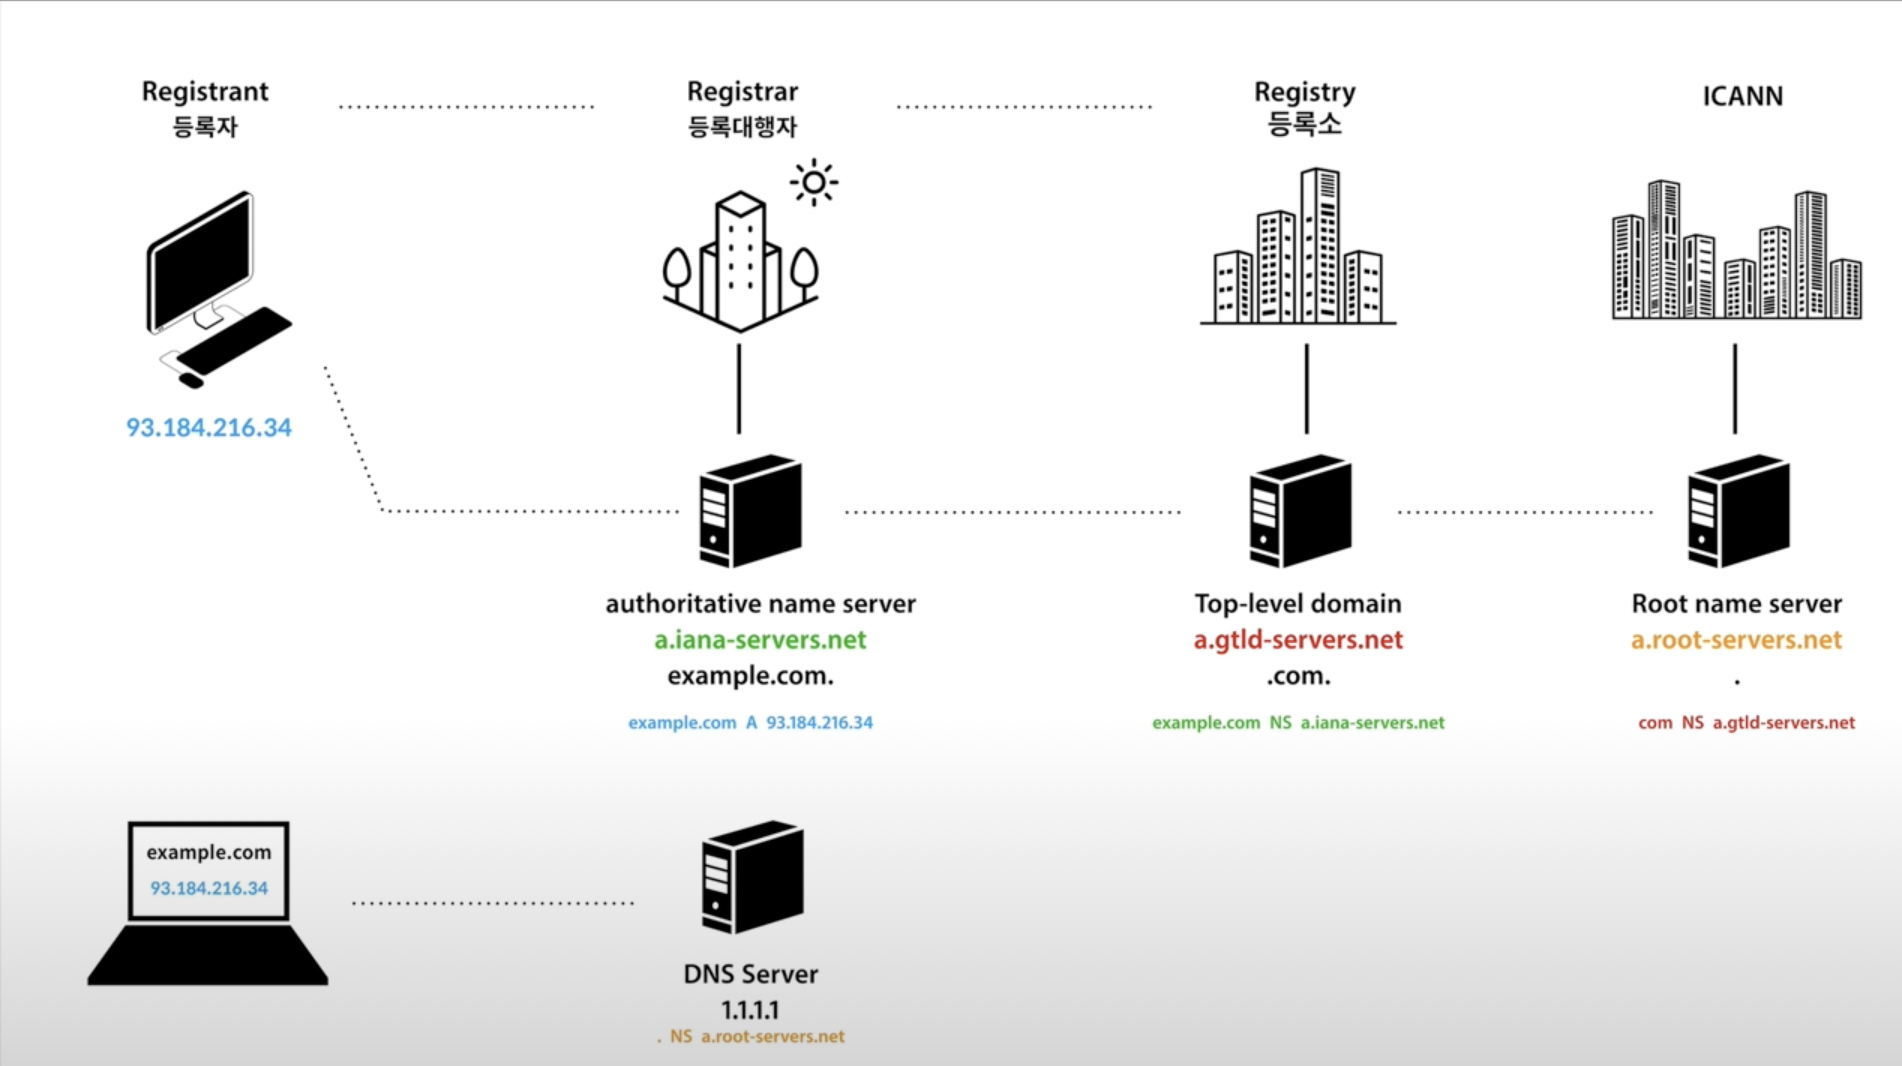 Registrant
등록자
Registrar
등록대행자
Registry
등록소
ICANN
93.184.216.34
authoritative name server
a.iana-servers.net
example.com.
example.com A 93.184.216.34
Top-level domain
a.gtld-servers.net
.com.
example.com NS a.iana-servers.net
Root name server
a.root-servers.net
.
com NS a.gtld-servers.net
example.com
93.184.216.34
DNS Server
1.1.1.1
. NS a.root-servers.net